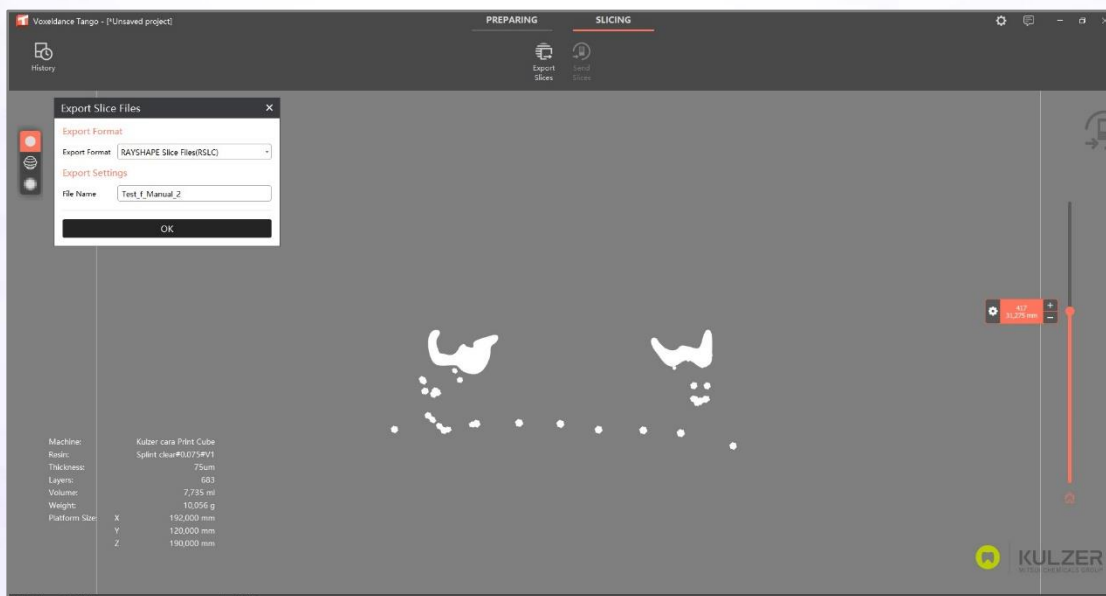 Voxeldance Tango - [*Unsaved project]
PREPARING
SLICING
History
Export
Slices
Send
Slices
Export Slice Files
Export Format
Export Format RAYSHAPE Slice Files(RSLC)
Export Settings
File Name Test_f_Manual_2
OK
417
31,275 mm
Machine: Kulzer cara Print Cube
Resin: Splint clear#0.075#V1
Thickness: 75um
Layers: 683
Volume: 7,735 ml
Weight: 10,056 g
Platform Size: X 192,000 mm
Y 120,000 mm
Z 190,000 mm
KULZER
MITSUI CHEMICALS GROUP